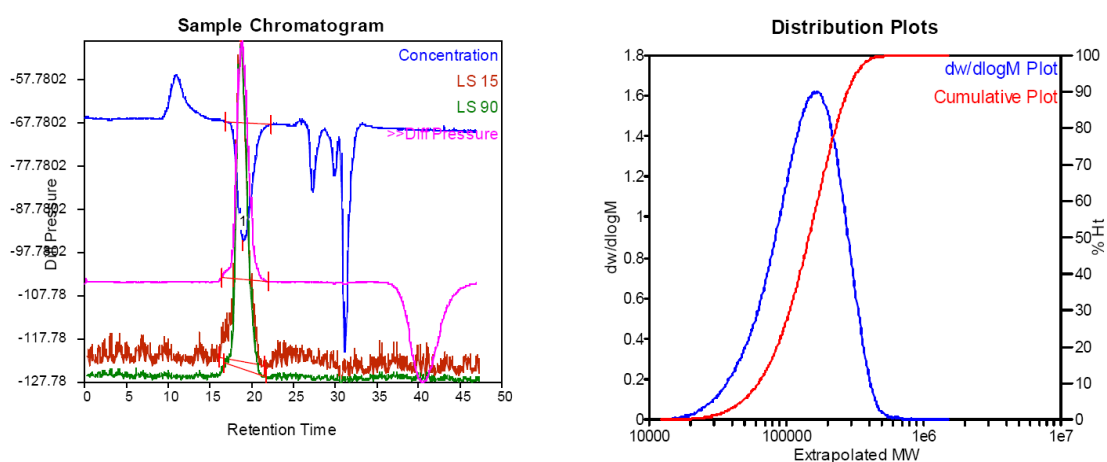 Sample Chromatogram
Concentration
LS 15
LS 90
>>Diff Pressure
-57.7802
-67.7802
-77.7802
-87.7802
-97.7802
-107.78
-117.78
-127.78
Diff Pressure
1
0 5 10 15 20 25 30 35 40 45 50
Retention Time
Distribution Plots
dw/dlogM Plot
Cumulative Plot
1.8
1.6
1.4
1.2
1
0.8
0.6
0.4
0.2
0
dw/dlogM
100
90
80
70
60
50
40
30
20
10
0
% Ht
10000 100000 1e6 1e7
Extrapolated MW